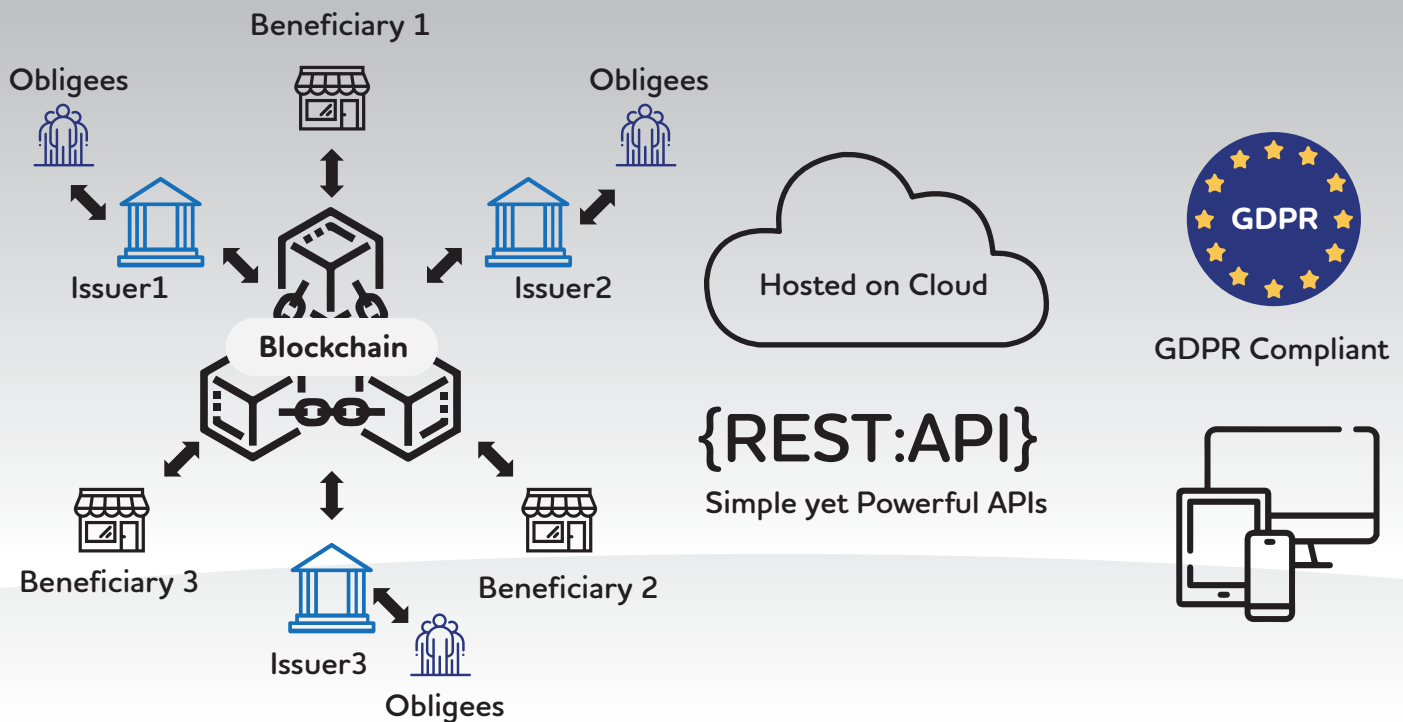 Beneficiary 1
Obligees
Obligees
Issuer1
Issuer2
Blockchain
Beneficiary 3
Beneficiary 2
Issuer3
Obligees
Hosted on Cloud
{REST:API}
Simple yet Powerful APIs
GDPR
GDPR Compliant